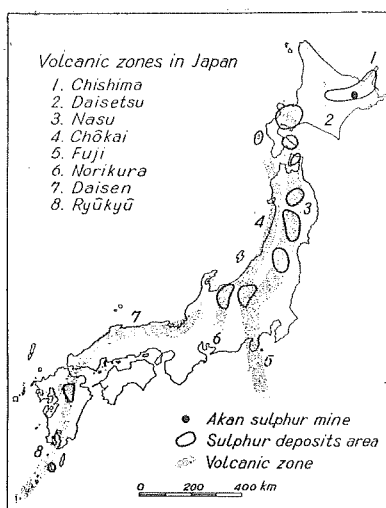 Volcanic zones in Japan
1. Chishima
2. Daisetsu
3. Nasu
4. Chôkai
5. Fuji
6. Norikura
7. Daisen
8. Ryūkyū
1
2
3
4
7
6
5
8
Akan sulphur mine
Sulphur deposits area
Volcanic zone
0 200 400 km